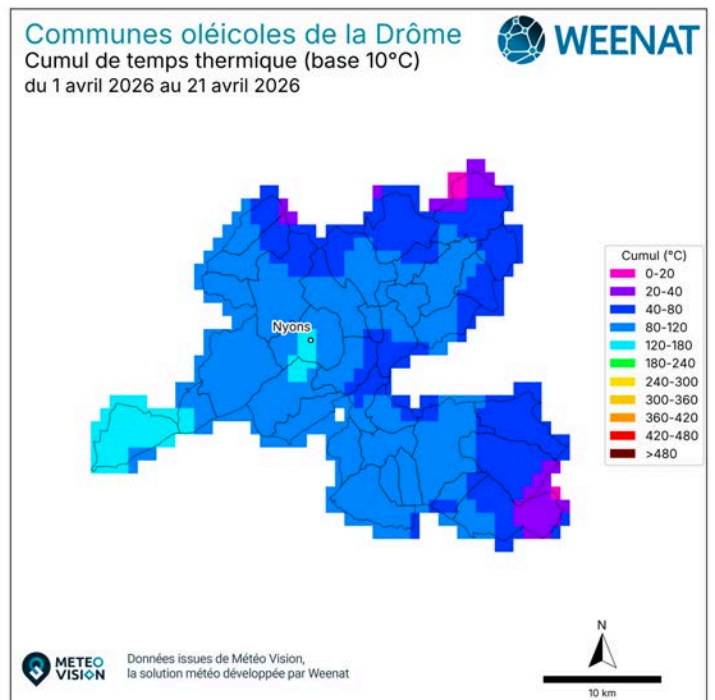 Communes oléicoles de la Drôme
Cumul de temps thermique (base 10°C)
du 1 avril 2026 au 21 avril 2026
WEENAT
Nyons
Cumul (°C)
0-20
20-40
40-80
80-120
120-180
180-240
240-300
300-360
360-420
420-480
>480
METEO
VISION
Données issues de Météo Vision,
la solution météo développée par Weenat
N
10 km